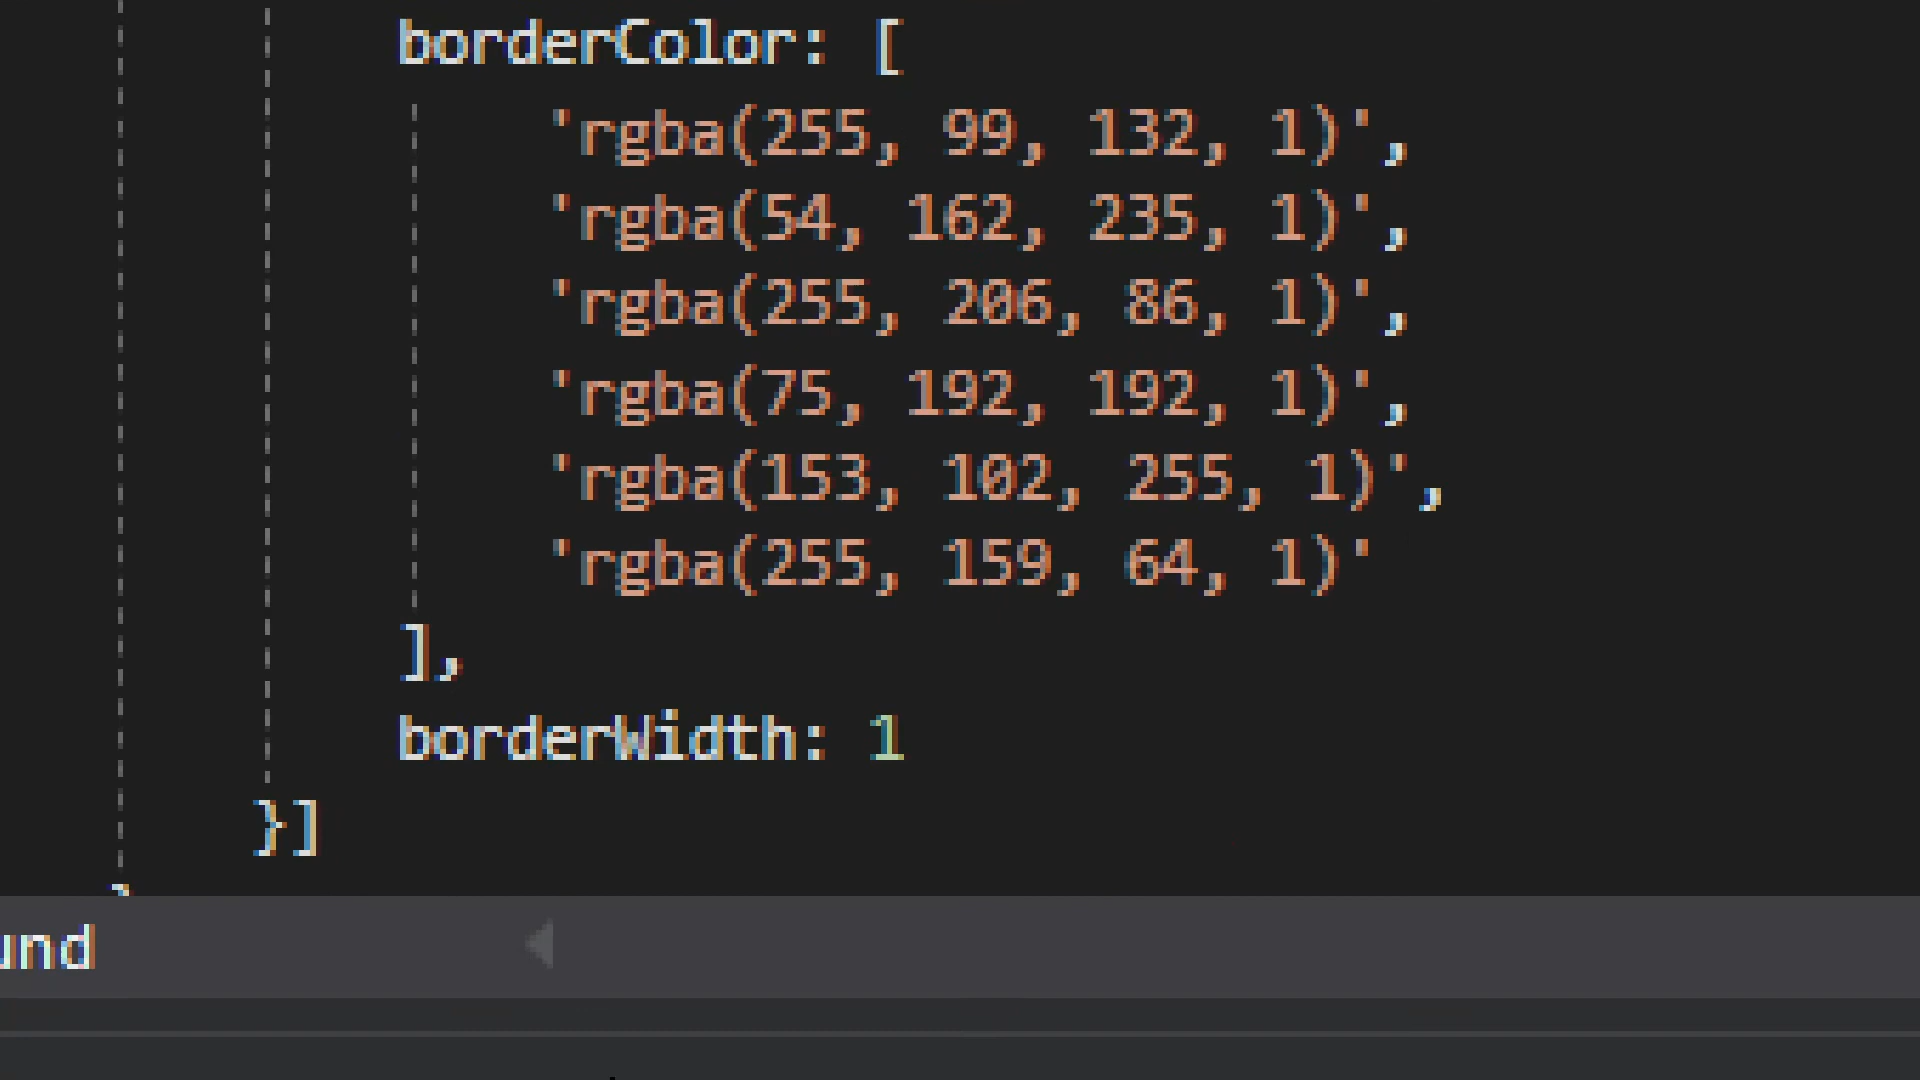 borderColor: [
'rgba(255, 99, 132, 1)',
'rgba(54, 162, 235, 1)',
'rgba(255, 206, 86, 1)',
'rgba(75, 192, 192, 1)',
'rgba(153, 102, 255, 1)',
'rgba(255, 159, 64, 1)'
],
borderWidth: 1
}]